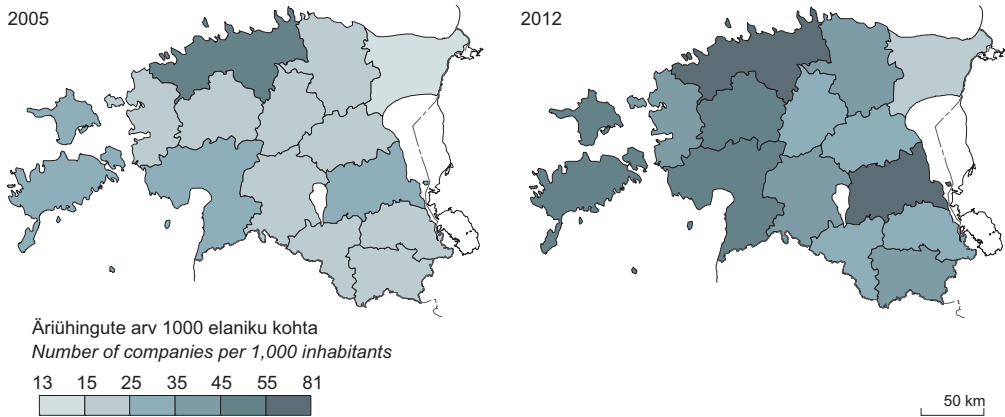 2005
2012
Äriühingute arv 1000 elaniku kohta
Number of companies per 1,000 inhabitants
13 15 25 35 45 55 81
50 km